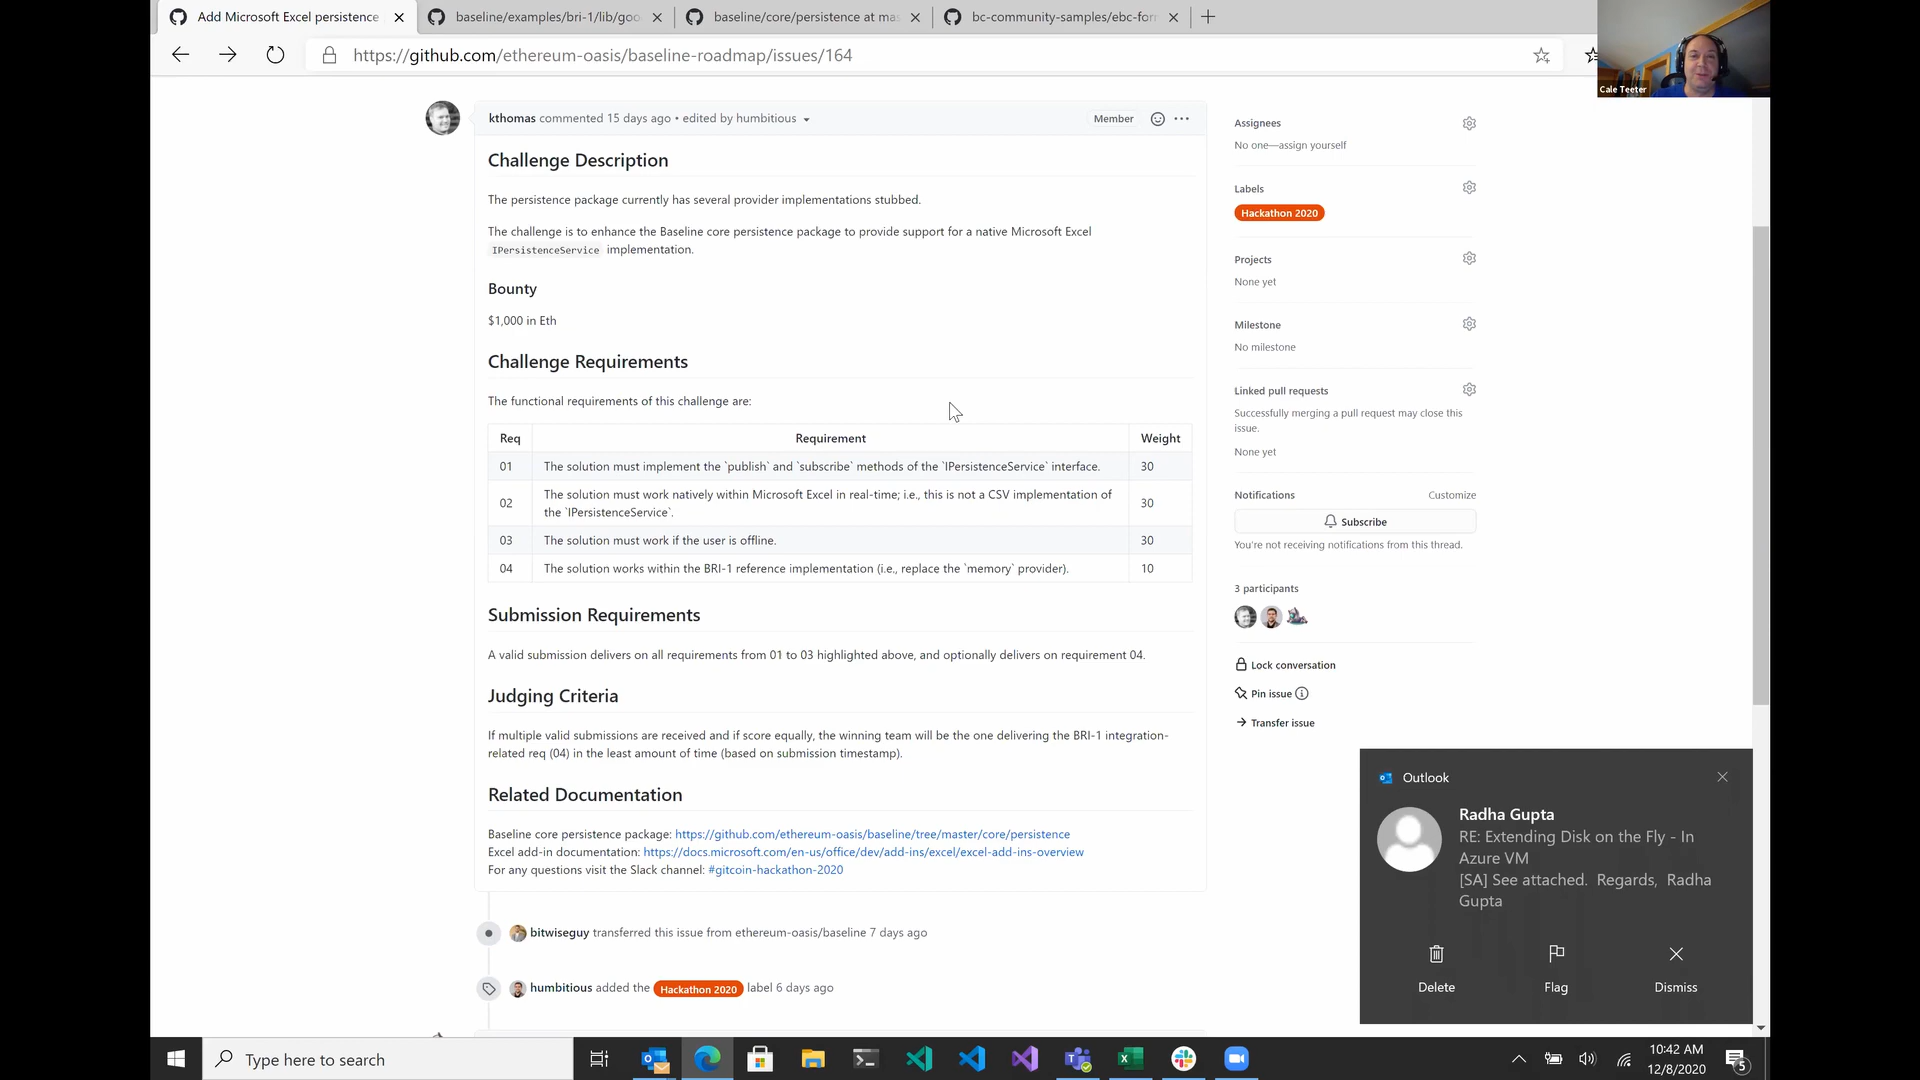 Add Microsoft Excel persistence
baseline/examples/bri-1/lib/goo
baseline/core/persistence at mas
bc-community-samples/ebc-for
https://github.com/ethereum-oasis/baseline-roadmap/issues/164
Cale Teeter
kthomas commented 15 days ago • edited by humbitious
Member
Challenge Description
The persistence package currently has several provider implementations stubbed.
The challenge is to enhance the Baseline core persistence package to provide support for a native Microsoft Excel
IPersistenceService implementation.
Bounty
$1,000 in Eth
Challenge Requirements
The functional requirements of this challenge are:
Req Requirement Weight
01 The solution must implement the `publish` and `subscribe` methods of the `IPersistenceService` interface. 30
02 The solution must work natively within Microsoft Excel in real-time; i.e., this is not a CSV implementation of
the `IPersistenceService`. 30
03 The solution must work if the user is offline. 30
04 The solution works within the BRI-1 reference implementation (i.e., replace the `memory` provider). 10
Submission Requirements
A valid submission delivers on all requirements from 01 to 03 highlighted above, and optionally delivers on requirement 04.
Judging Criteria
If multiple valid submissions are received and if score equally, the winning team will be the one delivering the BRI-1 integration-
related req (04) in the least amount of time (based on submission timestamp).
Related Documentation
Baseline core persistence package: https://github.com/ethereum-oasis/baseline/tree/master/core/persistence
Excel add-in documentation: https://docs.microsoft.com/en-us/office/dev/add-ins/excel/excel-add-ins-overview
For any questions visit the Slack channel: #gitcoin-hackathon-2020
bitwiseguy transferred this issue from ethereum-oasis/baseline 7 days ago
humbitious added the Hackathon 2020 label 6 days ago
Assignees
No one—assign yourself
Labels
Hackathon 2020
Projects
None yet
Milestone
No milestone
Linked pull requests
Successfully merging a pull request may close this
issue.
None yet
Notifications Customize
Subscribe
You're not receiving notifications from this thread.
3 participants
Lock conversation
Pin issue
Transfer issue
Outlook
Radha Gupta
RE: Extending Disk on the Fly - In
Azure VM
[SA] See attached. Regards, Radha
Gupta
Delete Flag Dismiss
Type here to search
10:42 AM
12/8/2020
5